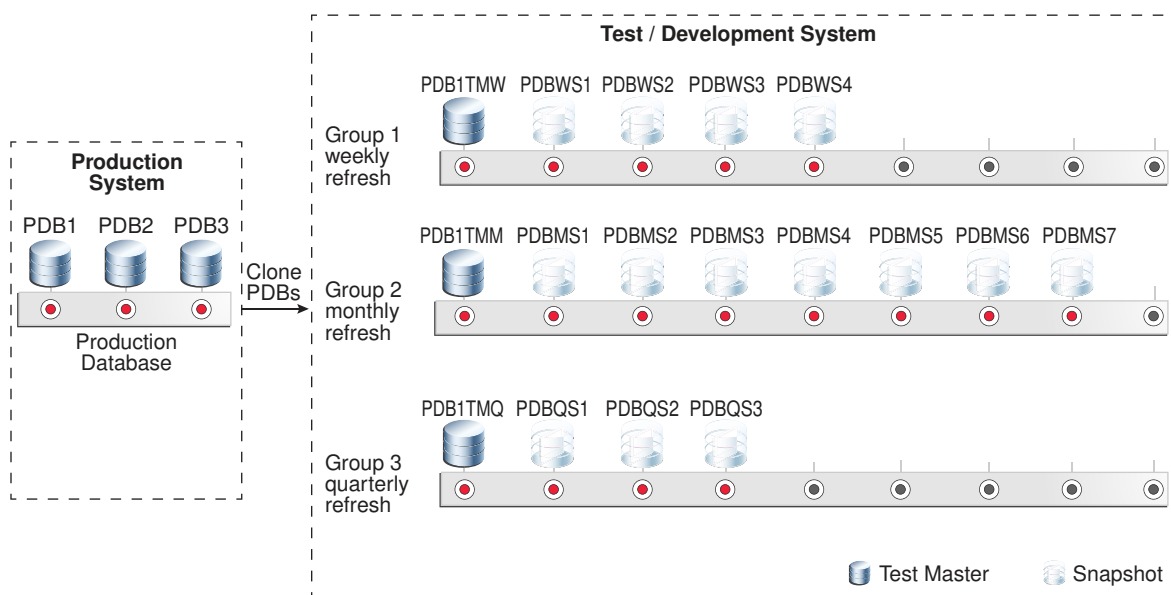 Test / Development System
Production
System
PDB1 PDB2 PDB3
Production
Database
Clone
PDBs
Group 1
weekly
refresh
PDB1TMW PDBWS1 PDBWS2 PDBWS3 PDBWS4
Group 2
monthly
refresh
PDB1TMM PDBMS1 PDBMS2 PDBMS3 PDBMS4 PDBMS5 PDBMS6 PDBMS7
Group 3
quarterly
refresh
PDB1TMQ PDBQS1 PDBQS2 PDBQS3
Test Master
Snapshot